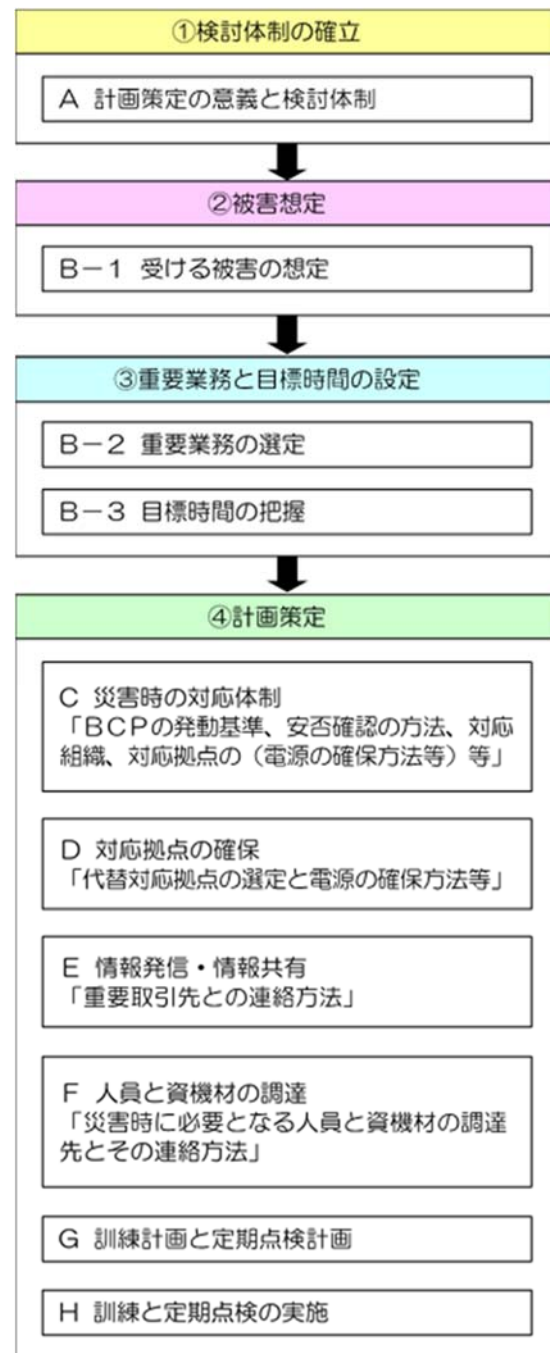 ①検討体制の確立
A 計画策定の意義と検討体制
②被害想定
B－1 受ける被害の想定
③重要業務と目標時間の設定
B－2 重要業務の選定
B－3 目標時間の把握
④計画策定
C 災害時の対応体制
「BCPの発動基準、安否確認の方法、対応
組織、対応拠点の（電源の確保方法等）等」
D 対応拠点の確保
「代替対応拠点の選定と電源の確保方法等」
E 情報発信・情報共有
「重要取引先との連絡方法」
F 人員と資機材の調達
「災害時に必要となる人員と資機材の調達
先とその連絡方法」
G 訓練計画と定期点検計画
H 訓練と定期点検の実施